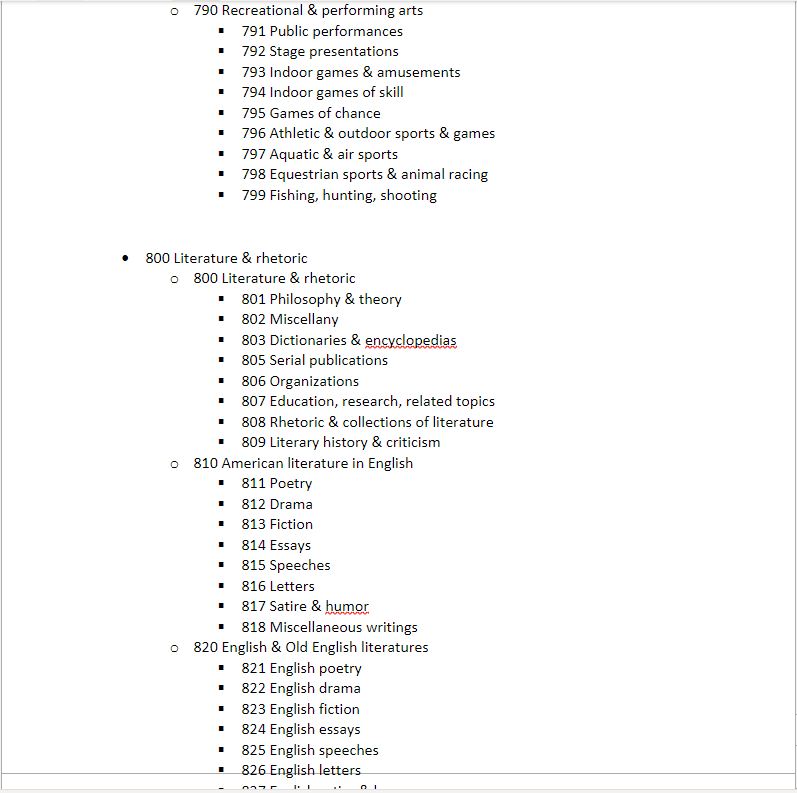 790 Recreational & performing arts
791 Public performances
792 Stage presentations
793 Indoor games & amusements
794 Indoor games of skill
795 Games of chance
796 Athletic & outdoor sports & games
797 Aquatic & air sports
798 Equestrian sports & animal racing
799 Fishing, hunting, shooting
800 Literature & rhetoric
800 Literature & rhetoric
801 Philosophy & theory
802 Miscellany
803 Dictionaries & encyclopedias
805 Serial publications
806 Organizations
807 Education, research, related topics
808 Rhetoric & collections of literature
809 Literary history & criticism
810 American literature in English
811 Poetry
812 Drama
813 Fiction
814 Essays
815 Speeches
816 Letters
817 Satire & humor
818 Miscellaneous writings
820 English & Old English literatures
821 English poetry
822 English drama
823 English fiction
824 English essays
825 English speeches
826 English letters